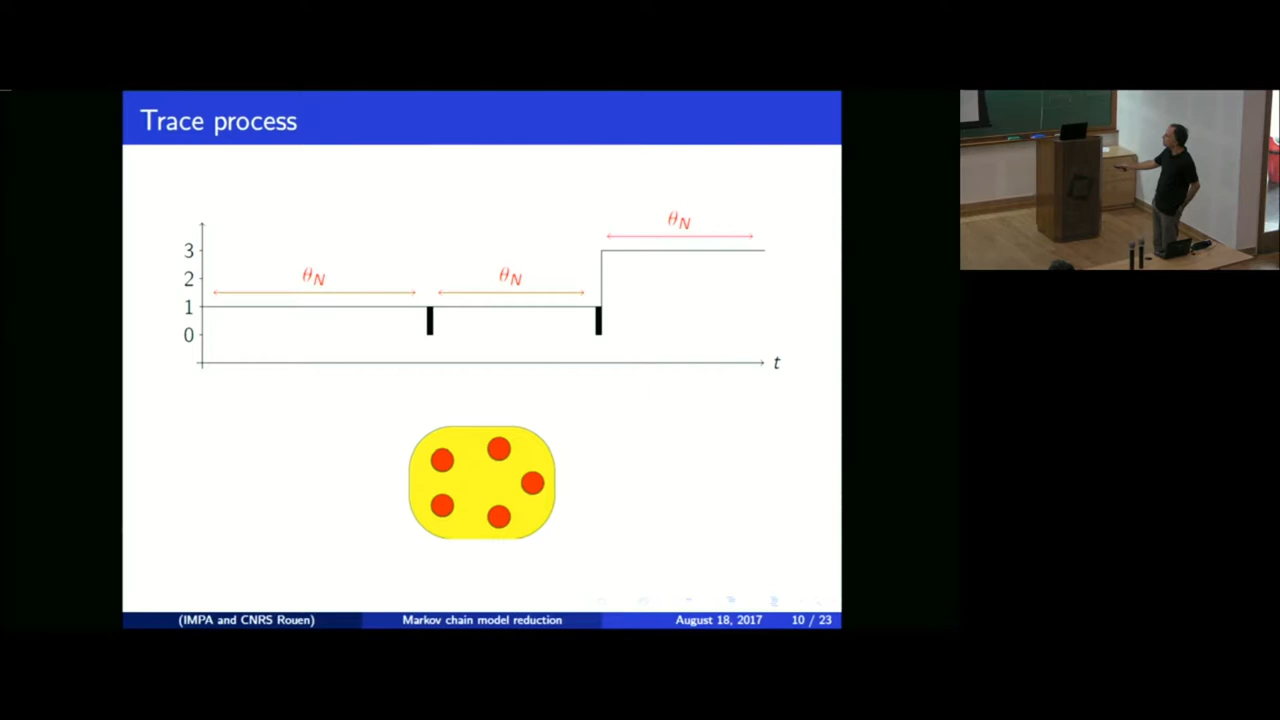 Trace process
θN
3
2
θN
θN
1
0
t
(IMPA and CNRS Rouen)
Markov chain model reduction
August 18, 2017
10 / 23